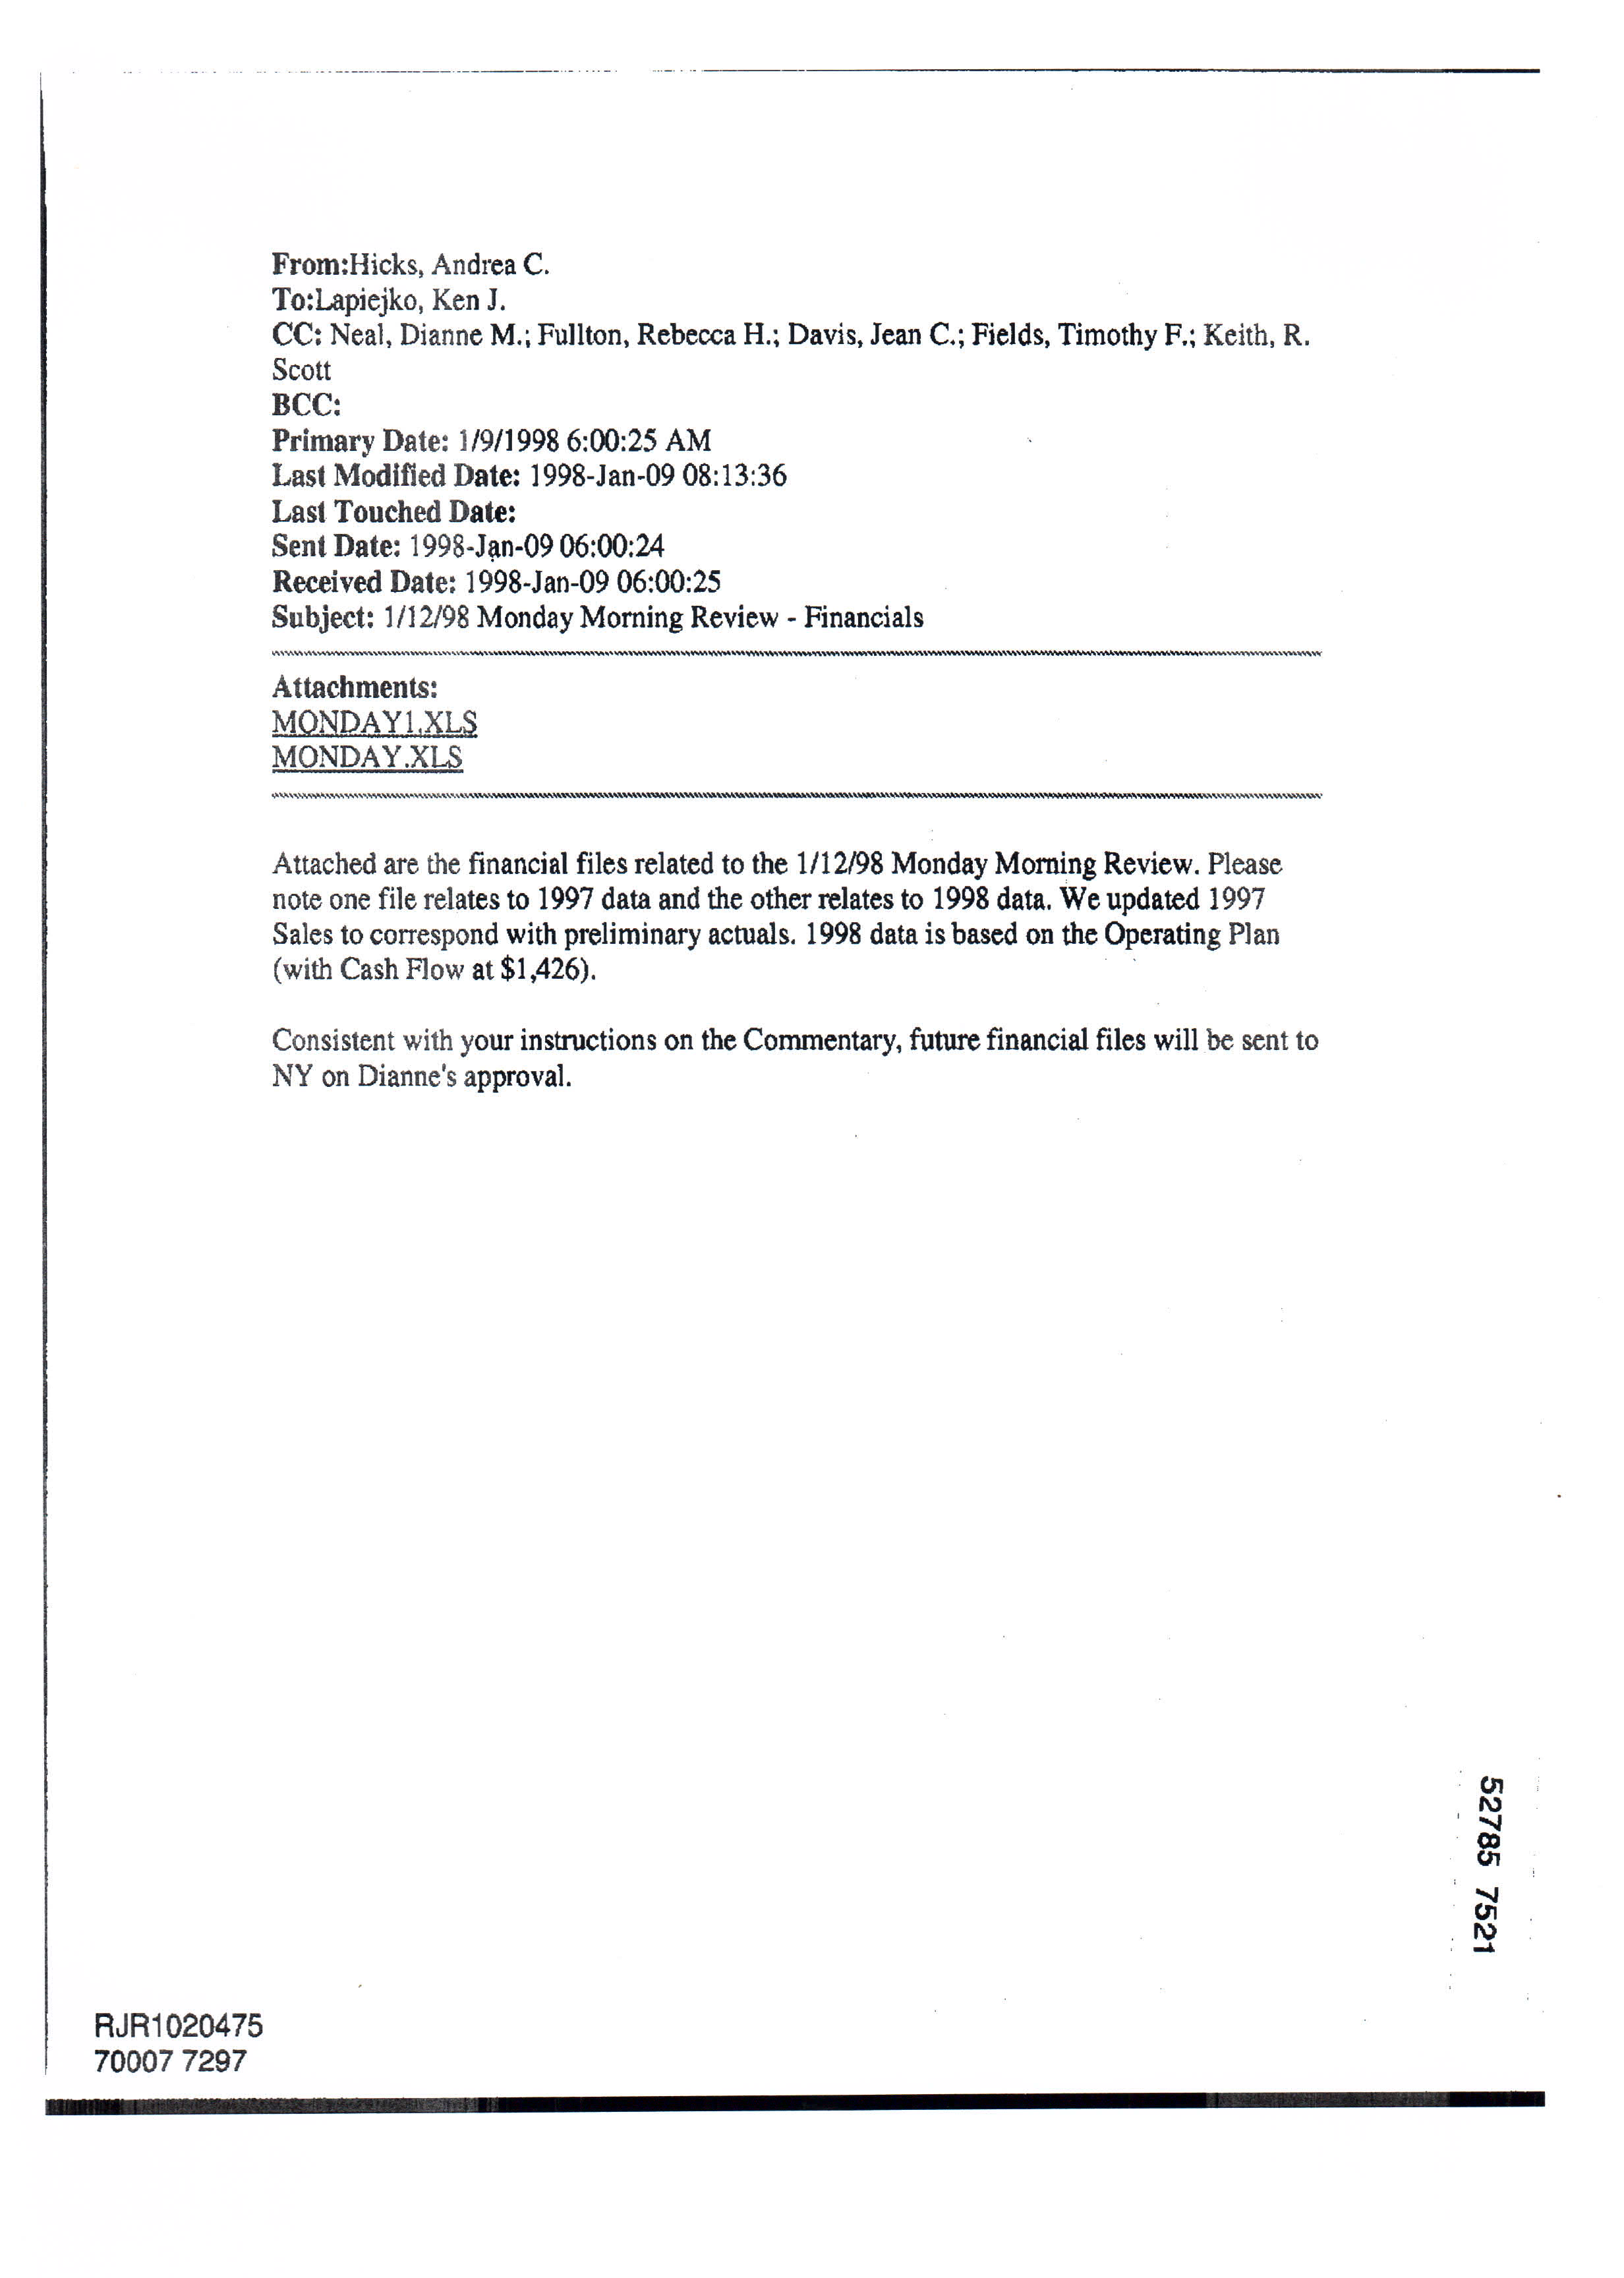 From:Hicks, Andrea C.
To:Lapiejko, Ken J.
CC: Neal, Dianne M.; Fullton, Rebecca H.; Davis, Jean C.; Fields, Timothy F.; Keith, R.
Scott
BCC:
Primary Date: 1/9/1998 6:00:25 AM
Last Modified Date: 1998-Jan-09 08:13:36
Last Touched Date:
Sent Date: 1998-Jan-09 06:00:24
Received Date: 1998-Jan-09 06:00:25
Subject: 1/12/98 Monday Morning Review - Financials
Attachments:
MONDAY1.XLS
MONDAY.XLS
Attached are the financial files related to the 1/12/98 Monday Morning Review. Please
note one file relates to 1997 data and the other relates to 1998 data. We updated 1997
Sales to correspond with preliminary actuals. 1998 data is based on the Operating Plan
(with Cash Flow at $1,426).
Consistent with your instructions on the Commentary, future financial files will be sent to
NY on Dianne's approval.
52785 7521
RJR1020475
70007 7297